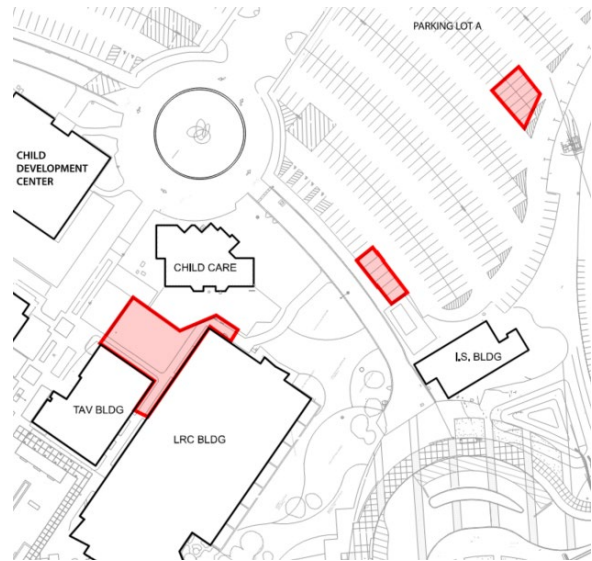 PARKING LOT A
CHILD
DEVELOPMENT
CENTER
CHILD CARE
I.S. BLDG
TAV BLDG
LRC BLDG